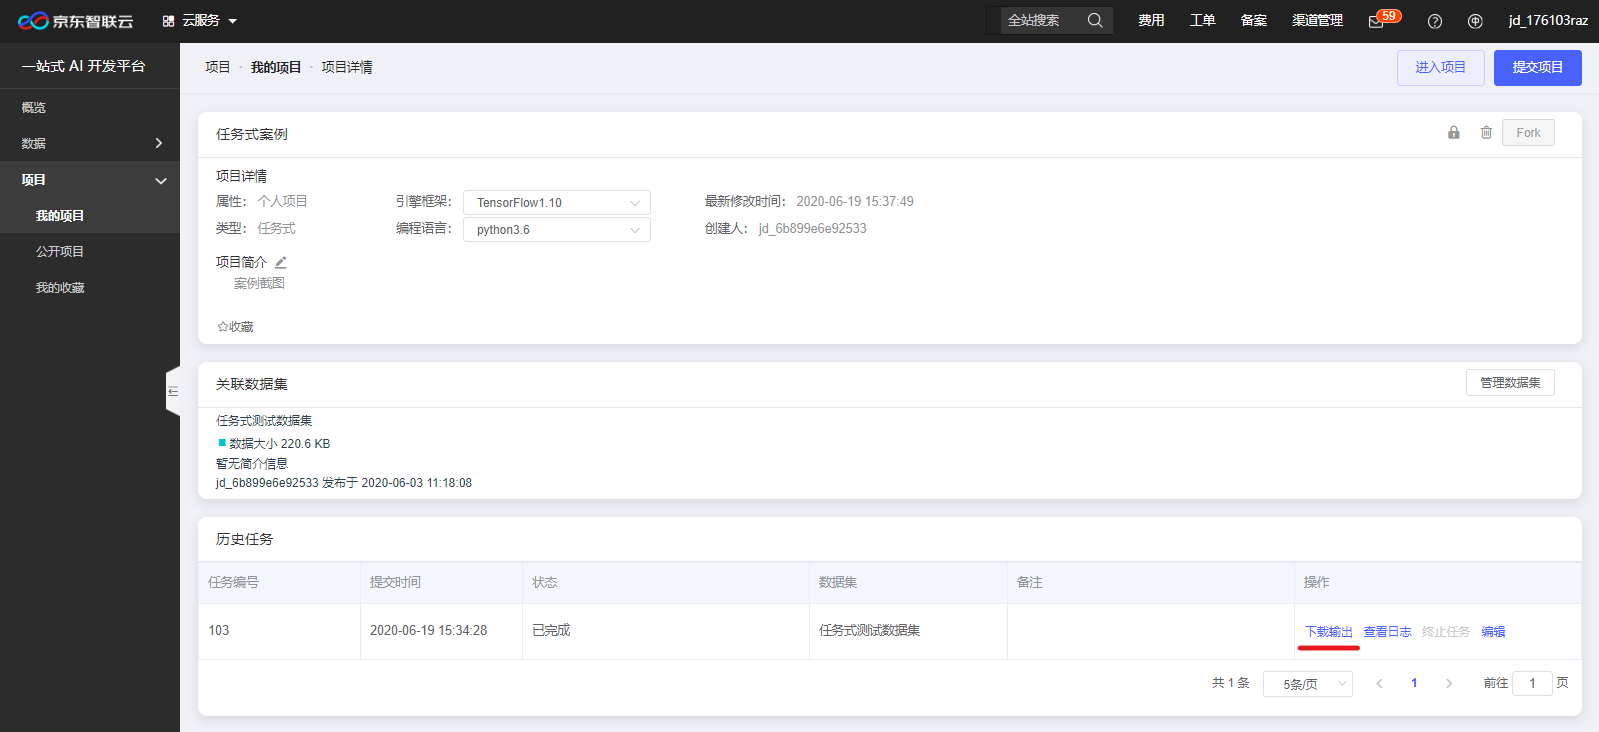 京东智联云 云服务 全站搜索 费用 工单 备案 渠道管理 59 jd_176103raz
一站式 AI 开发平台
概览
数据
项目
我的项目
公开项目
我的收藏
项目 · 我的项目 · 项目详情 进入项目 提交项目
任务式案例 Fork
项目详情
属性: 个人项目 引擎框架: TensorFlow1.10 最新修改时间: 2020-06-19 15:37:49
类型: 任务式 编程语言: python3.6 创建人: jd_6b899e6e92533
项目简介
案例截图
☆收藏
关联数据集 管理数据集
任务式测试数据集
数据大小 220.6 KB
暂无简介信息
jd_6b899e6e92533 发布于 2020-06-03 11:18:08
历史任务
任务编号 提交时间 状态 数据集 备注 操作
103 2020-06-19 15:34:28 已完成 任务式测试数据集 下载输出 查看日志 终止任务 编辑
共 1 条 5条/页 < 1 > 前往 1 页